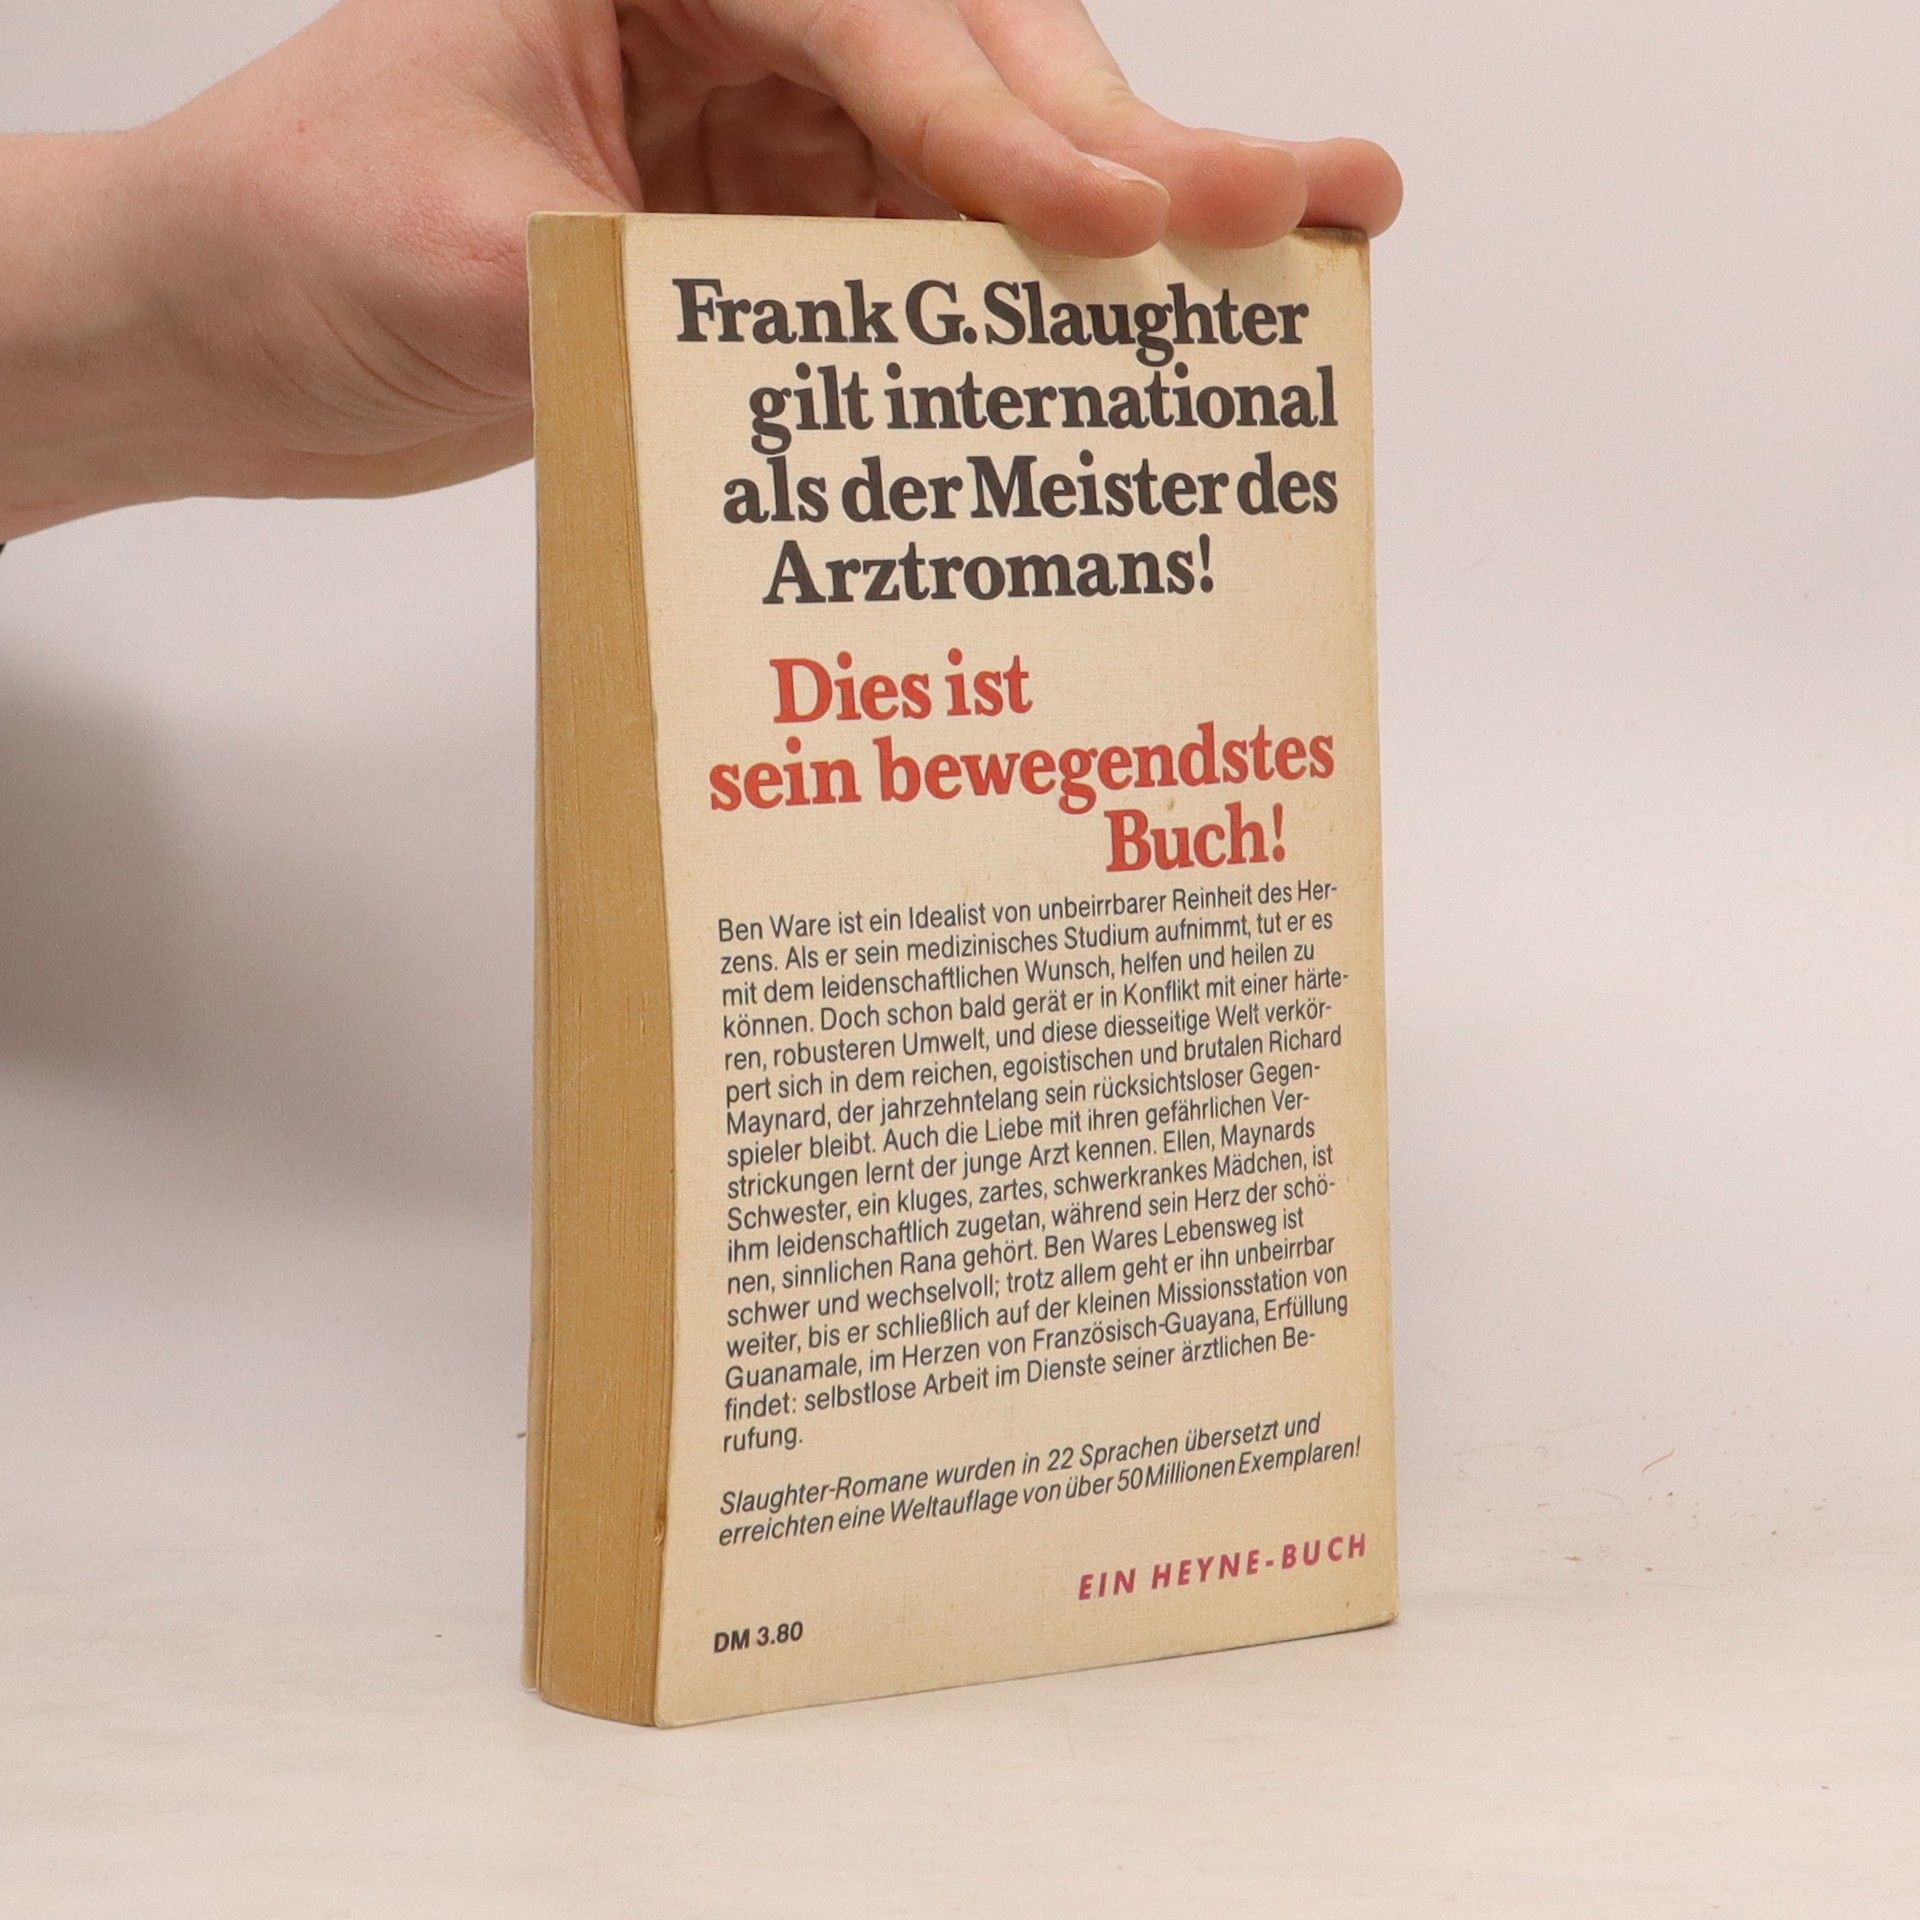 Frank G. Slaughter
gilt international
als der Meister des
Arztromans!
Dies ist
sein bewegendstes
Buch!
Ben Ware ist ein Idealist von unbeirrbarer Reinheit des Her-
zens. Als er sein medizinisches Studium aufnimmt, tut er es
mit dem leidenschaftlichen Wunsch, helfen und heilen zu
können. Doch schon bald gerät er in Konflikt mit einer härte-
ren, robusteren Umwelt, und diese diesseitige Welt verkör-
pert sich in dem reichen, egoistischen und brutalen Richard
Maynard, der jahrzehntelang sein rücksichtsloser Gegen-
spieler bleibt. Auch die Liebe mit ihren gefährlichen Ver-
strickungen lernt der junge Arzt kennen. Ellen, Maynards
Schwester, ein kluges, zartes, schwerkrankes Mädchen, ist
ihm leidenschaftlich zugetan, während sein Herz der schö-
nen, sinnlichen Rana gehört. Ben Wares Lebensweg ist
schwer und wechselvoll; trotz allem geht er ihn unbeirrbar
weiter, bis er schließlich auf der kleinen Missionsstation von
Guanamale, im Herzen von Französisch-Guayana, Erfüllung
findet: selbstlose Arbeit im Dienste seiner ärztlichen Be-
rufung.
Slaughter-Romane wurden in 22 Sprachen übersetzt und
erreichten eine Weltauflage von über 50 Millionen Exemplaren!
EIN HEYNE-BUCH
DM 3.80